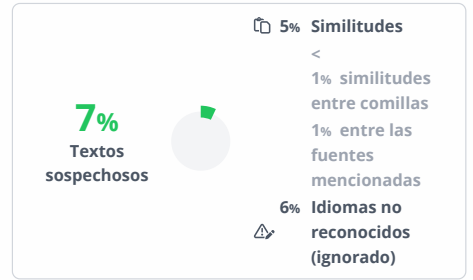 7%
Textos
sospechosos
5% Similitudes
<
1% similitudes
entre comillas
1% entre las
fuentes
mencionadas
6% Idiomas no
reconocidos
(ignorado)